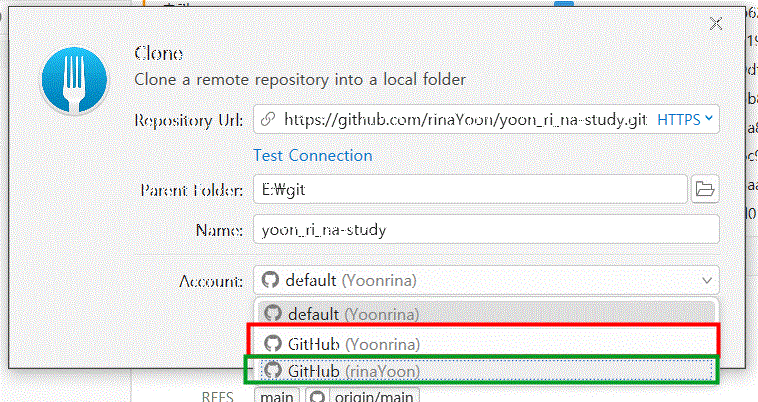 Clone
Clone a remote repository into a local folder
Repository Url: https://github.com/rinaYoon/yoon_ri_na-study.git HTTPS
Test Connection
Parent Folder: E:₩git
Name: yoon_ri_na-study
Account: default (Yoonrina)
default (Yoonrina)
GitHub (Yoonrina)
GitHub (rinaYoon)
REFS main origin/main